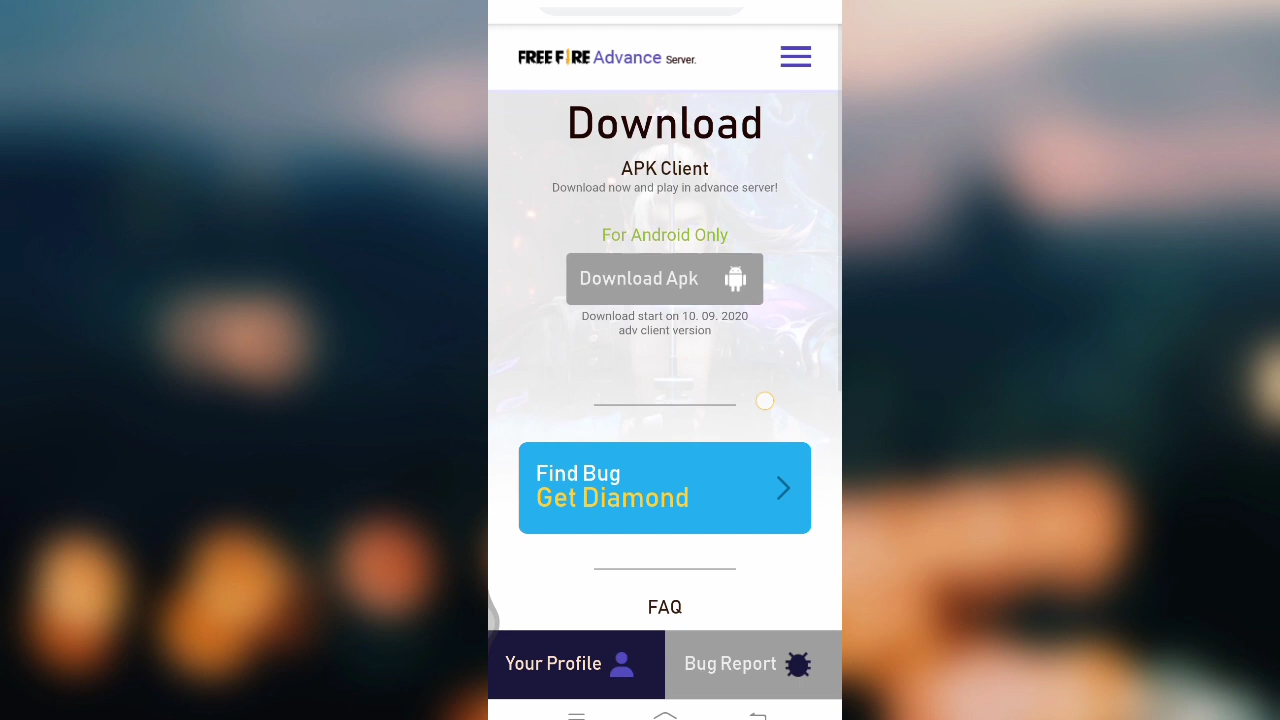 FREE FIRE Advance Server.
Download
APK Client
Download now and play in advance server!
For Android Only
Download Apk
Download start on 10. 09. 2020
adv client version
Find Bug
Get Diamond
FAQ
Your Profile
Bug Report